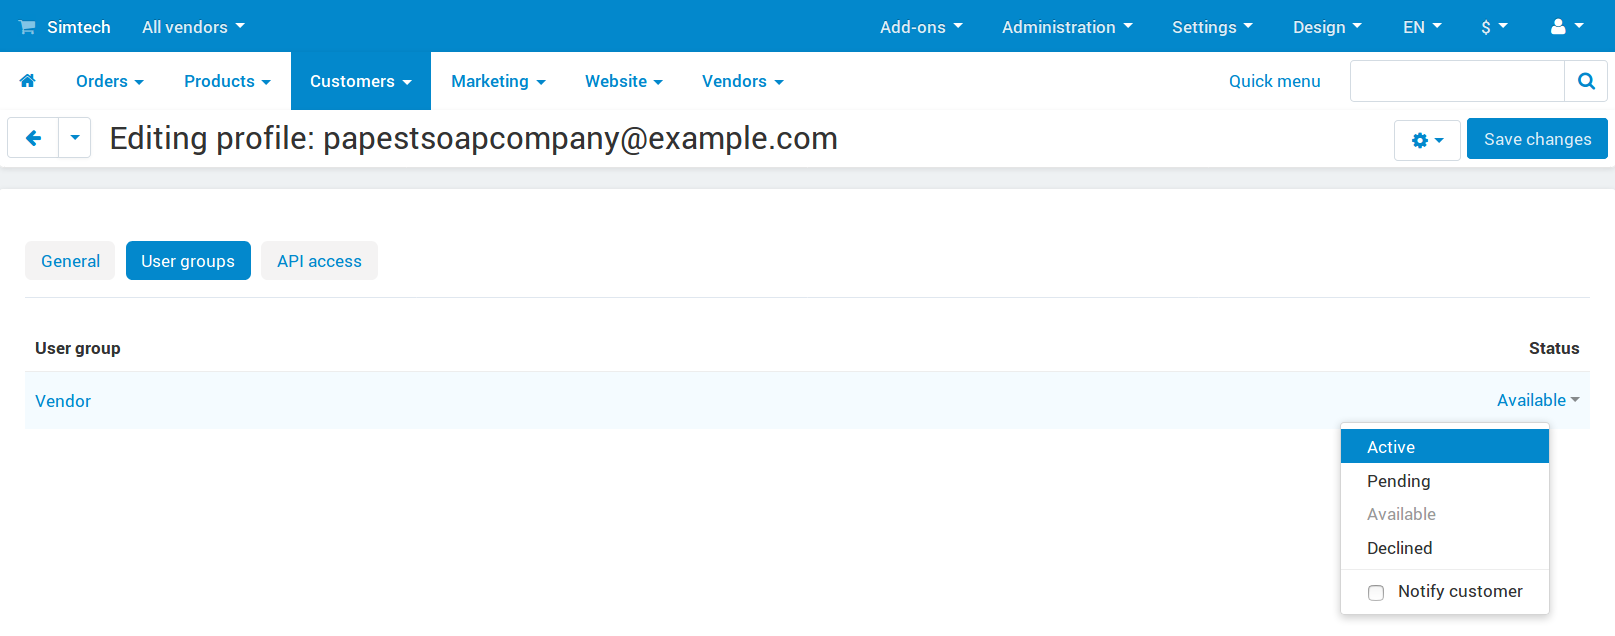 Simtech All vendors Add-ons Administration Settings Design EN $
Orders Products Customers Marketing Website Vendors Quick menu
Editing profile: papestsoapcompany@example.com Save changes
General User groups API access
User group Status
Vendor Available
Active
Pending
Available
Declined
Notify customer